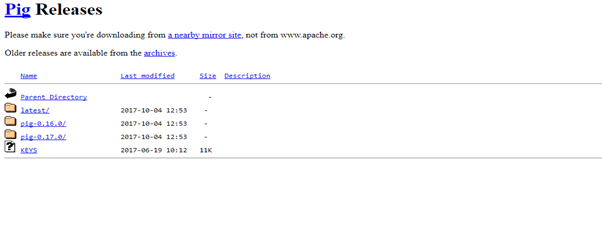 Pig Releases
Please make sure you're downloading from a nearby mirror site, not from www.apache.org.
Older releases are available from the archives.
Name Last modified Size Description
Parent Directory -
latest/ 2017-10-04 12:53 -
pig-0.16.0/ 2017-10-04 12:53 -
pig-0.17.0/ 2017-10-04 12:53 -
? KEYS 2017-06-19 10:12 11K